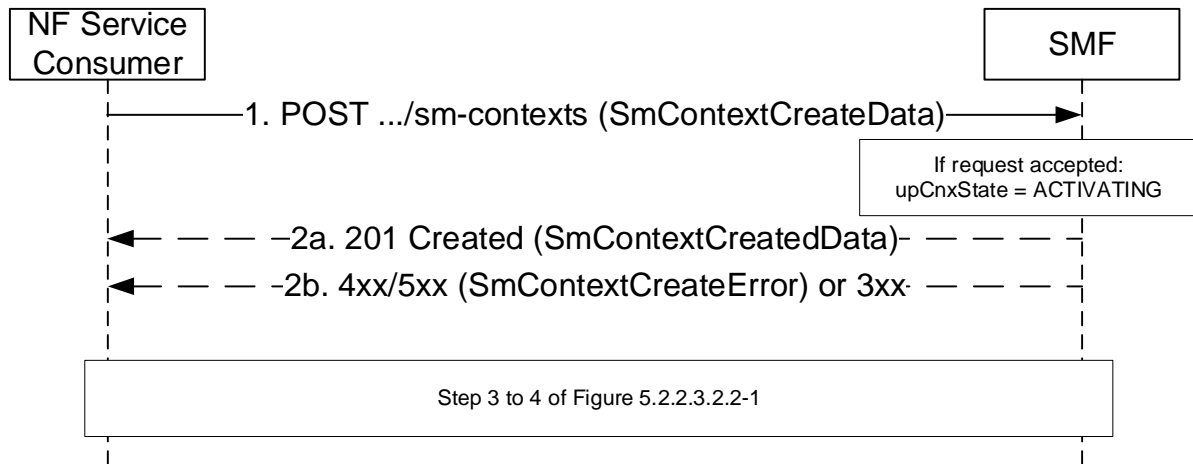 NF Service
Consumer
SMF
1. POST .../sm-contexts (SmContextCreateData)
If request accepted:
upCnxState = ACTIVATING
2a. 201 Created (SmContextCreatedData)
2b. 4xx/5xx (SmContextCreateError) or 3xx
Step 3 to 4 of Figure 5.2.2.3.2.2-1